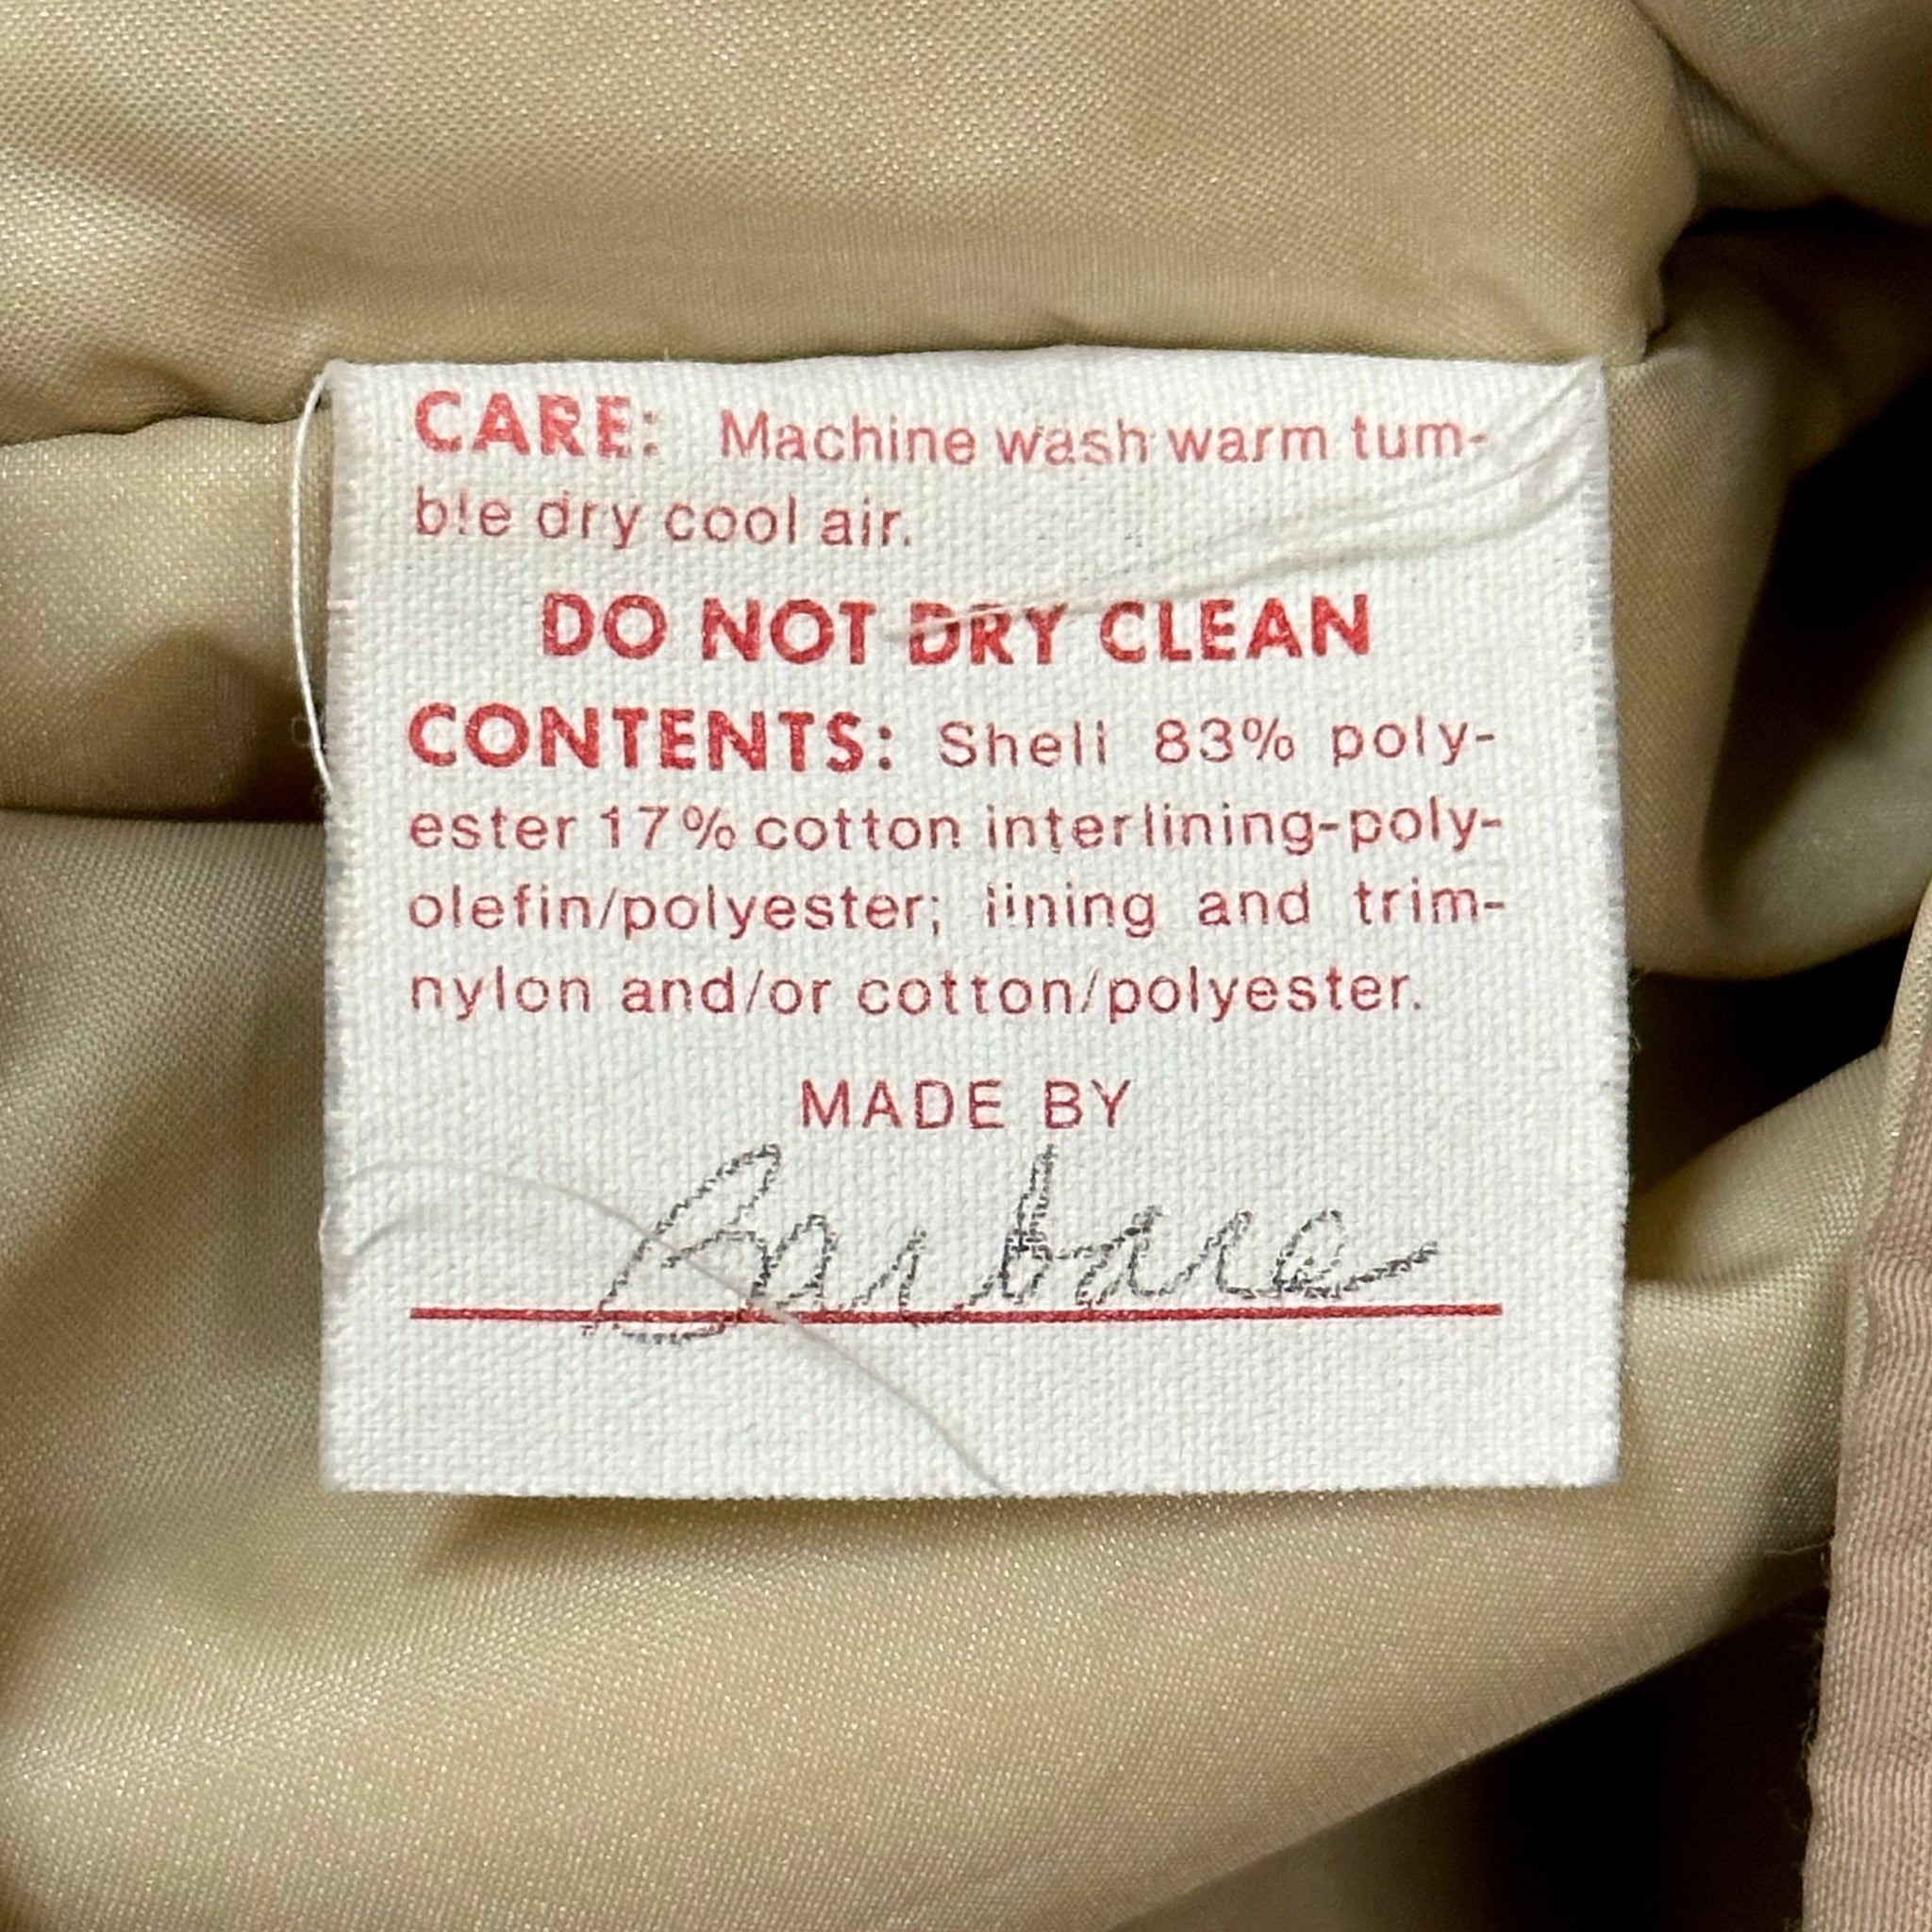 CARE: Machine wash warm tum-
ble dry cool air.
DO NOT DRY CLEAN
CONTENTS: Shell 83% poly-
ester 17% cotton interlining-poly-
olefin/polyester; lining and trim-
nylon and/or cotton/polyester.
MADE BY
Barbara